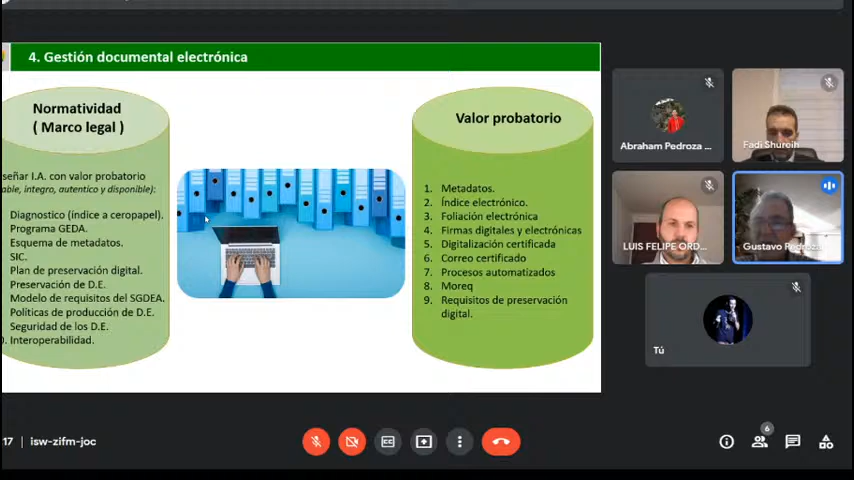 4. Gestión documental electrónica
Normatividad
( Marco legal )
señar I.A. con valor probatorio
able, integro, autentico y disponible):
Diagnostico (índice a ceropapel).
Programa GEDA.
Esquema de metadatos.
SIC.
Plan de preservación digital.
Preservación de D.E.
Modelo de requisitos del SGDEA.
Políticas de producción de D.E.
Seguridad de los D.E.
). Interoperabilidad.
Valor probatorio
1. Metadatos.
2. Índice electrónico.
3. Foliación electrónica
4. Firmas digitales y electrónicas
5. Digitalización certificada
6. Correo certificado
7. Procesos automatizados
8. Moreq
9. Requisitos de preservación
digital.
Abraham Pedroza ...
Fadi Shureih
LUIS FELIPE ORD...
Gustavo Pedroz...
Tú
17 | isw-zifm-joc
6